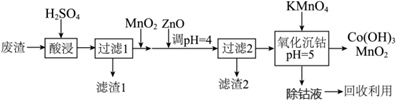 H₂SO₄
MnO₂ ZnO
KMnO₄
废渣 酸浸 过滤1 调pH=4 过滤2 氧化沉钴 pH=5 Co(OH)₃ MnO₂
滤渣1 滤渣2 除钴液 回收利用